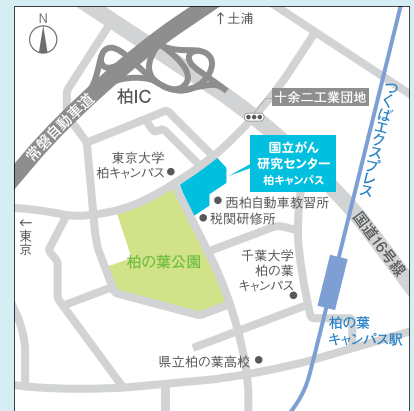 N
↑土浦
柏IC
常磐自動車道
十余二工業団地
つくばエクスプレス
国立がん
研究センター
柏キャンパス
東京大学
柏キャンパス
西柏自動車教習所
税関研修所
←東京
国道16号線
柏の葉公園
千葉大学
柏の葉
キャンパス
柏の葉
キャンパス駅
県立柏の葉高校